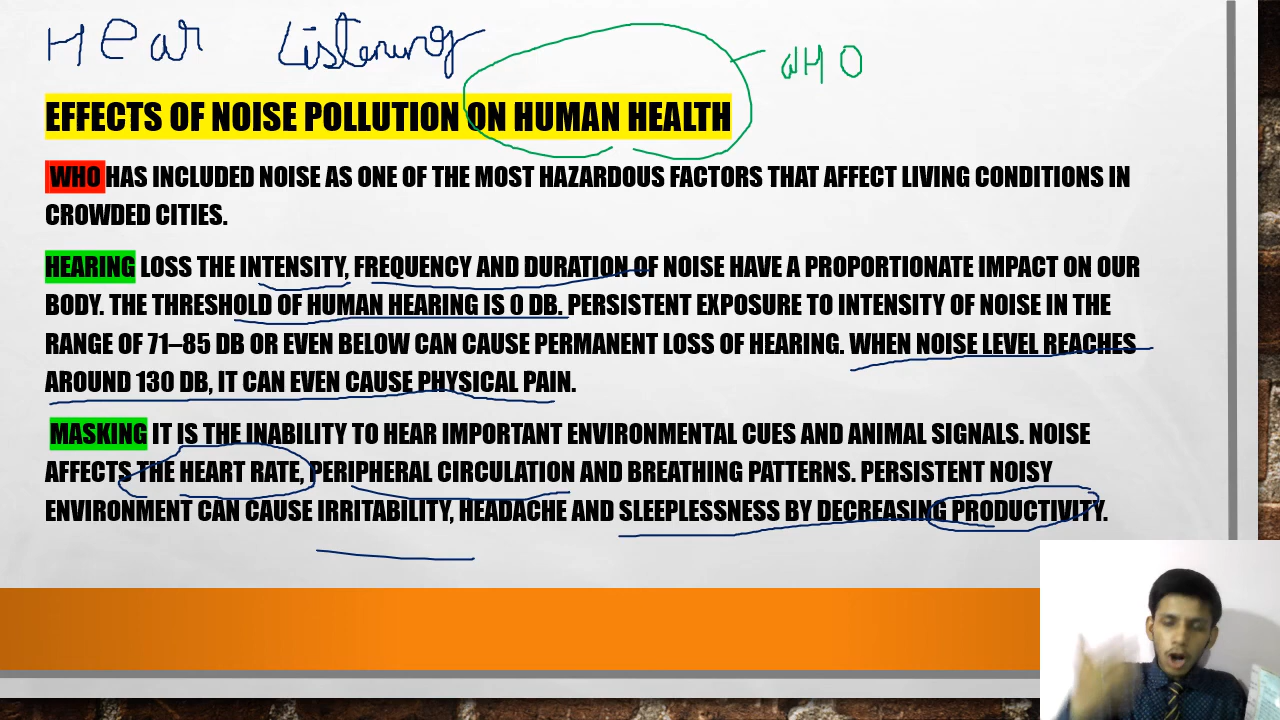 Hear Listening
WHO
EFFECTS OF NOISE POLLUTION ON HUMAN HEALTH
WHO HAS INCLUDED NOISE AS ONE OF THE MOST HAZARDOUS FACTORS THAT AFFECT LIVING CONDITIONS IN
CROWDED CITIES.
HEARING LOSS THE INTENSITY, FREQUENCY AND DURATION OF NOISE HAVE A PROPORTIONATE IMPACT ON OUR
BODY. THE THRESHOLD OF HUMAN HEARING IS 0 DB. PERSISTENT EXPOSURE TO INTENSITY OF NOISE IN THE
RANGE OF 71–85 DB OR EVEN BELOW CAN CAUSE PERMANENT LOSS OF HEARING. WHEN NOISE LEVEL REACHES
AROUND 130 DB, IT CAN EVEN CAUSE PHYSICAL PAIN.
MASKING IT IS THE INABILITY TO HEAR IMPORTANT ENVIRONMENTAL CUES AND ANIMAL SIGNALS. NOISE
AFFECTS THE HEART RATE, PERIPHERAL CIRCULATION AND BREATHING PATTERNS. PERSISTENT NOISY
ENVIRONMENT CAN CAUSE IRRITABILITY, HEADACHE AND SLEEPLESSNESS BY DECREASING PRODUCTIVITY.